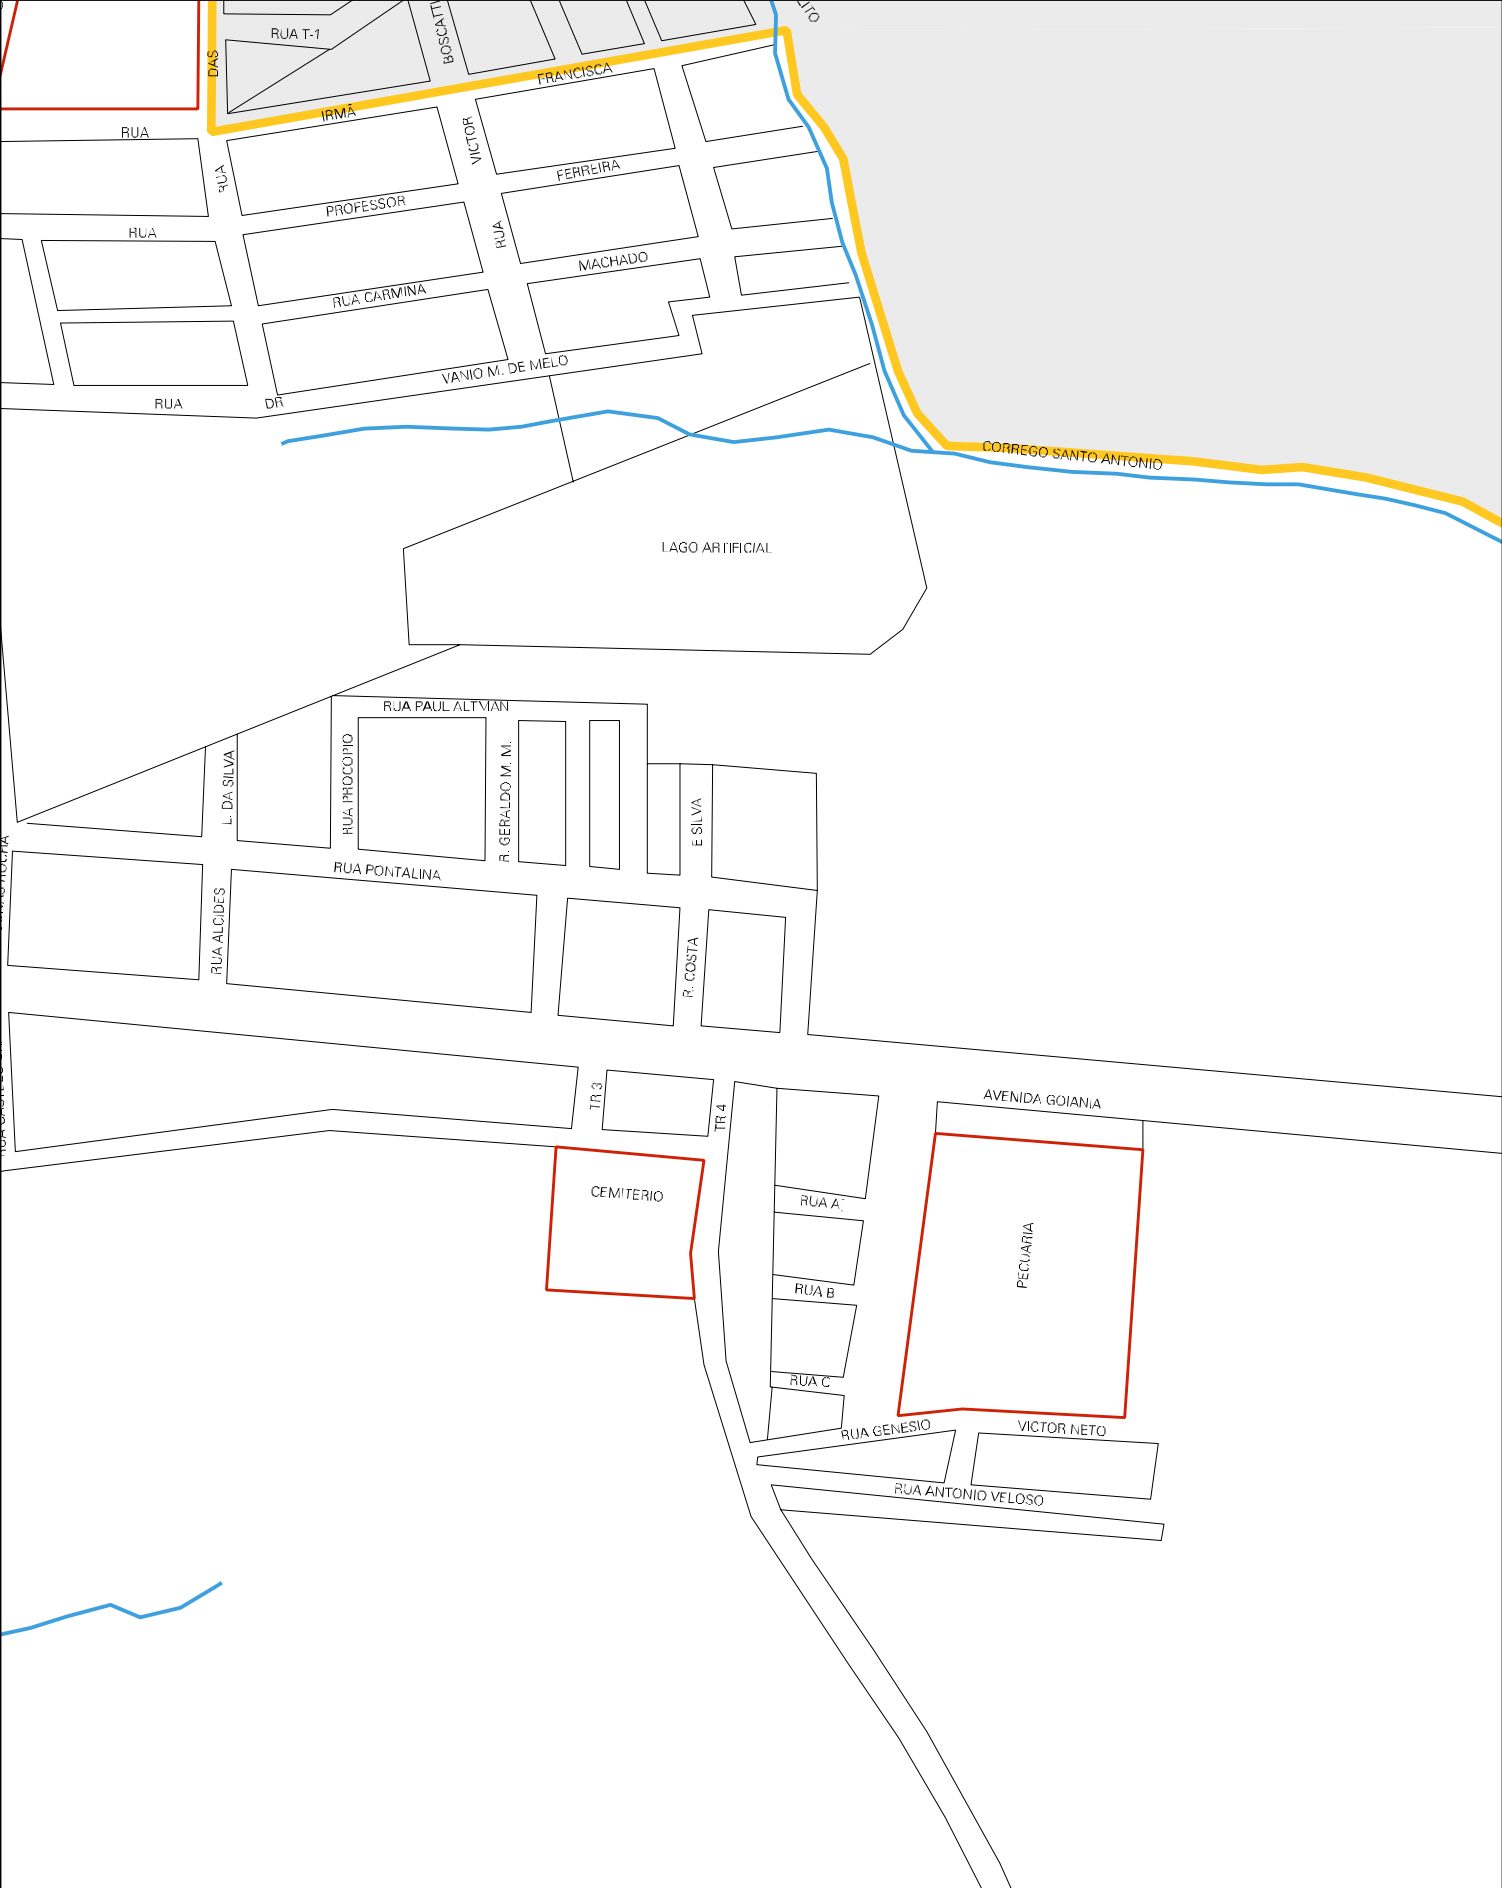 RUA T-1
DAS
BOSCATTI
IRMÃ
FRANCISCA
RUA
RUA
VICTOR
PROFESSOR
FERREIRA
RUA
RUA
RUA CARMINA
MACHADO
RUA
DR
VANIO M. DE MELO
CORREGO SANTO ANTONIO
LAGO ARTIFICIAL
RUA PAUL ALTMAN
L. DA SILVA
RUA PROCOPIO
R. GERALDO M. M.
E SILVA
RUA PONTALINA
RUA ALCIDES
R. COSTA
TR 3
TR 4
AVENIDA GOIANIA
CEMITERIO
RUA A
PECUARIA
RUA B
RUA C
RUA GENESIO
VICTOR NETO
RUA ANTONIO VELOSO